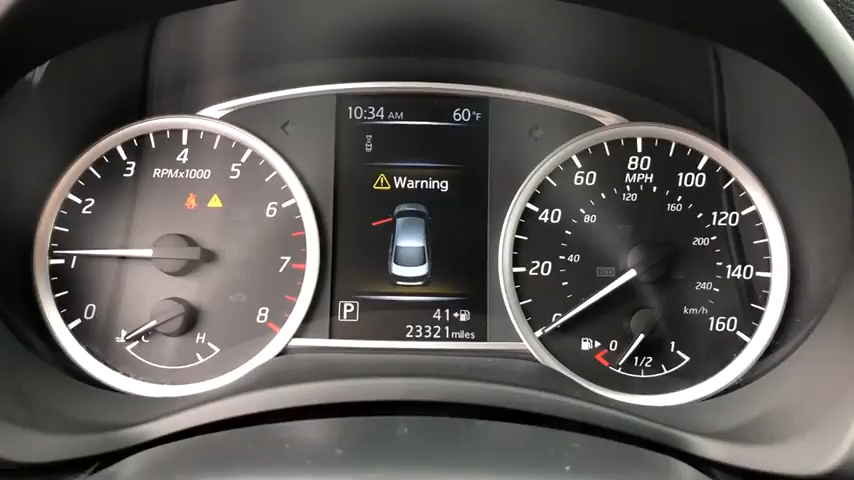 10:34 AM 60°F
Warning
P
41
23321 miles
0 1 2 3 4 5 6 7 8
RPMx1000
C H
0 20 40 60 80 100 120 140 160
MPH
40 80 120 160 200 240
km/h
ECO
0 1/2 1